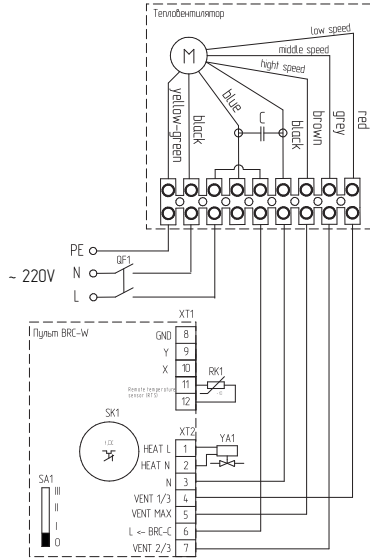 Тепловентилятор
low speed
middle speed
hight speed
M
yellow-green
black
blue
C
black
brown
grey
red
PE
N
L
~ 220V
QF1
Пульт BRC-W
XT1
GND 8
Y 9
X 10
11
12
Remote temperature
sensor (RTS)
RK1
SK1
t.C
XT2
HEAT L 1
HEAT N 2
N 3
VENT 1/3 4
VENT MAX 5
L <- BRC-C 6
VENT 2/3 7
YA1
SA1
III
II
I
0